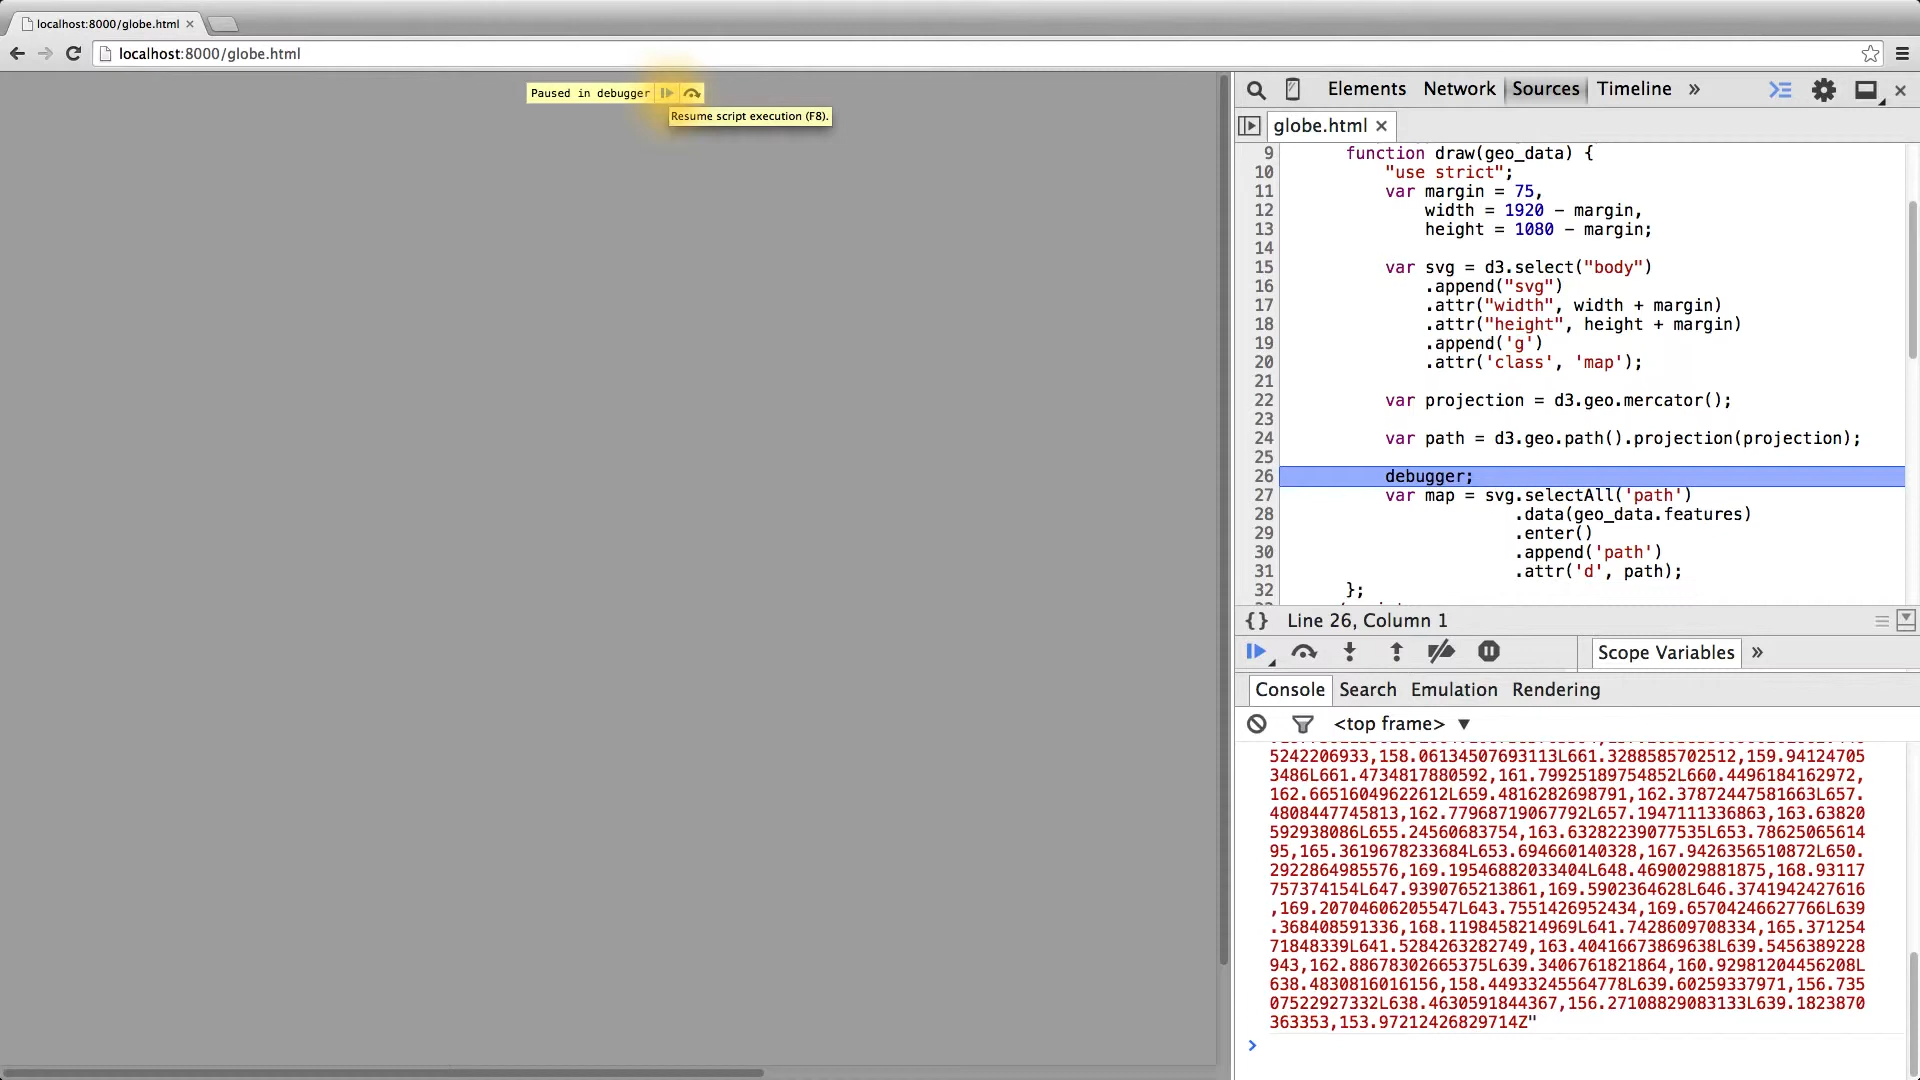 localhost:8000/globe.html ×
localhost:8000/globe.html
Paused in debugger
Resume script execution (F8).
Elements Network Sources Timeline »
globe.html ×
9 function draw(geo_data) {
10 "use strict";
11 var margin = 75,
12 width = 1920 - margin,
13 height = 1080 - margin;
14
15 var svg = d3.select("body")
16 .append("svg")
17 .attr("width", width + margin)
18 .attr("height", height + margin)
19 .append('g')
20 .attr('class', 'map');
21
22 var projection = d3.geo.mercator();
23
24 var path = d3.geo.path().projection(projection);
25
26 debugger;
27 var map = svg.selectAll('path')
28 .data(geo_data.features)
29 .enter()
30 .append('path')
31 .attr('d', path);
32 };
{} Line 26, Column 1
Scope Variables »
Console Search Emulation Rendering
<top frame> ▼
5242206933,158.06134507693113L661.3288585702512,159.94124705
3486L661.4734817880592,161.79925189754852L660.4496184162972,
162.66516049622612L659.4816282698791,162.37872447581663L657.
4808447745813,162.77968719067792L657.1947111336863,163.63820
592938086L655.24560683754,163.63282239077535L653.78625065614
95,165.3619678233684L653.694660140328,167.9426356510872L650.
2922864985576,169.19546882033404L648.4690029881875,168.93117
757374154L647.9390765213861,169.5902364628L646.3741942427616
,169.20704606205547L643.7551426952434,169.65704246627766L639
.368408591336,168.1198458214969L641.7428609708334,165.371254
71848339L641.5284263282749,163.40416673869638L639.5456389228
943,162.88678302665375L639.3406761821864,160.92981204456208L
638.4830816016156,158.44933245564778L639.60259337971,156.735
07522927332L638.4630591844367,156.27108829083133L639.1823870
363353,153.97212426829714Z"
>